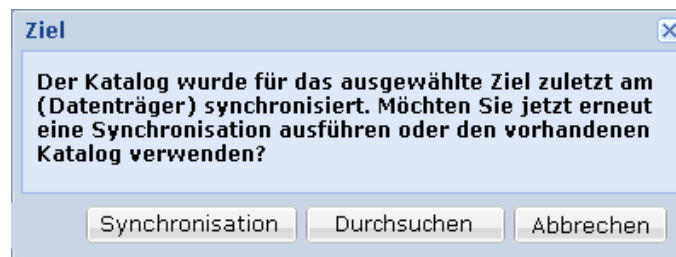 Ziel
Der Katalog wurde für das ausgewählte Ziel zuletzt am
(Datenträger) synchronisiert. Möchten Sie jetzt erneut
eine Synchronisation ausführen oder den vorhandenen
Katalog verwenden?
Synchronisation Durchsuchen Abbrechen